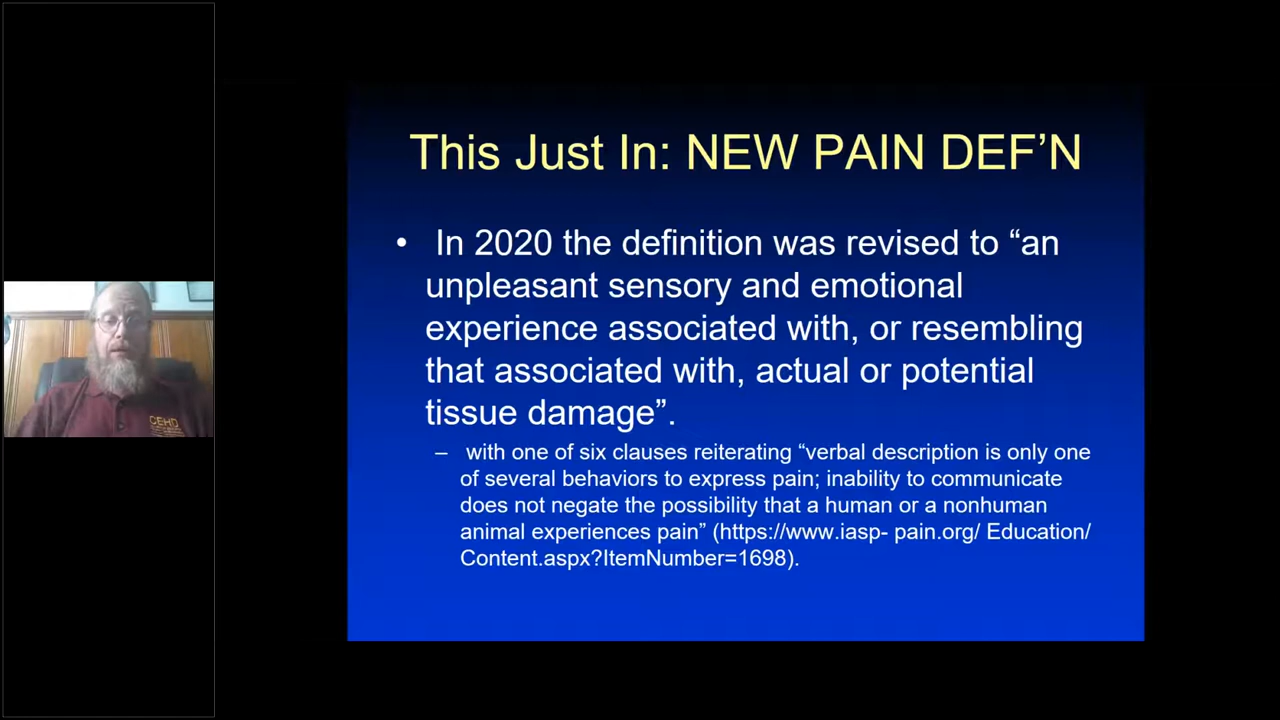 This Just In: NEW PAIN DEF’N
• In 2020 the definition was revised to “an
unpleasant sensory and emotional
experience associated with, or resembling
that associated with, actual or potential
tissue damage”.
– with one of six clauses reiterating “verbal description is only one
of several behaviors to express pain; inability to communicate
does not negate the possibility that a human or a nonhuman
animal experiences pain” (https://www.iasp- pain.org/ Education/
Content.aspx?ItemNumber=1698).
CEHD